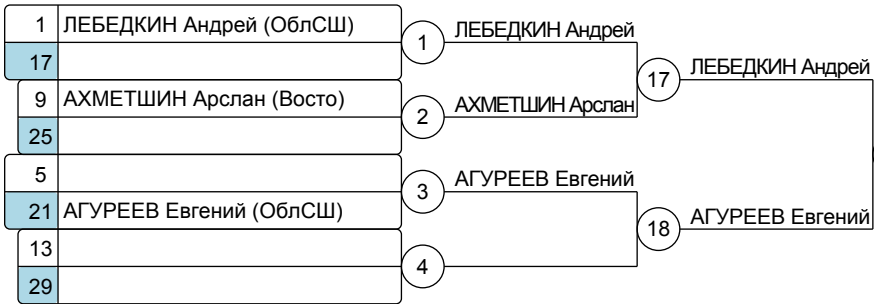 1 ЛЕБЕДКИН Андрей (ОблСШ)
17
9 АХМЕТШИН Арслан (Восто)
25
5
21 АГУРЕЕВ Евгений (ОблСШ)
13
29
1 ЛЕБЕДКИН Андрей
2 АХМЕТШИН Арслан
3 АГУРЕЕВ Евгений
4
17 ЛЕБЕДКИН Андрей
18 АГУРЕЕВ Евгений